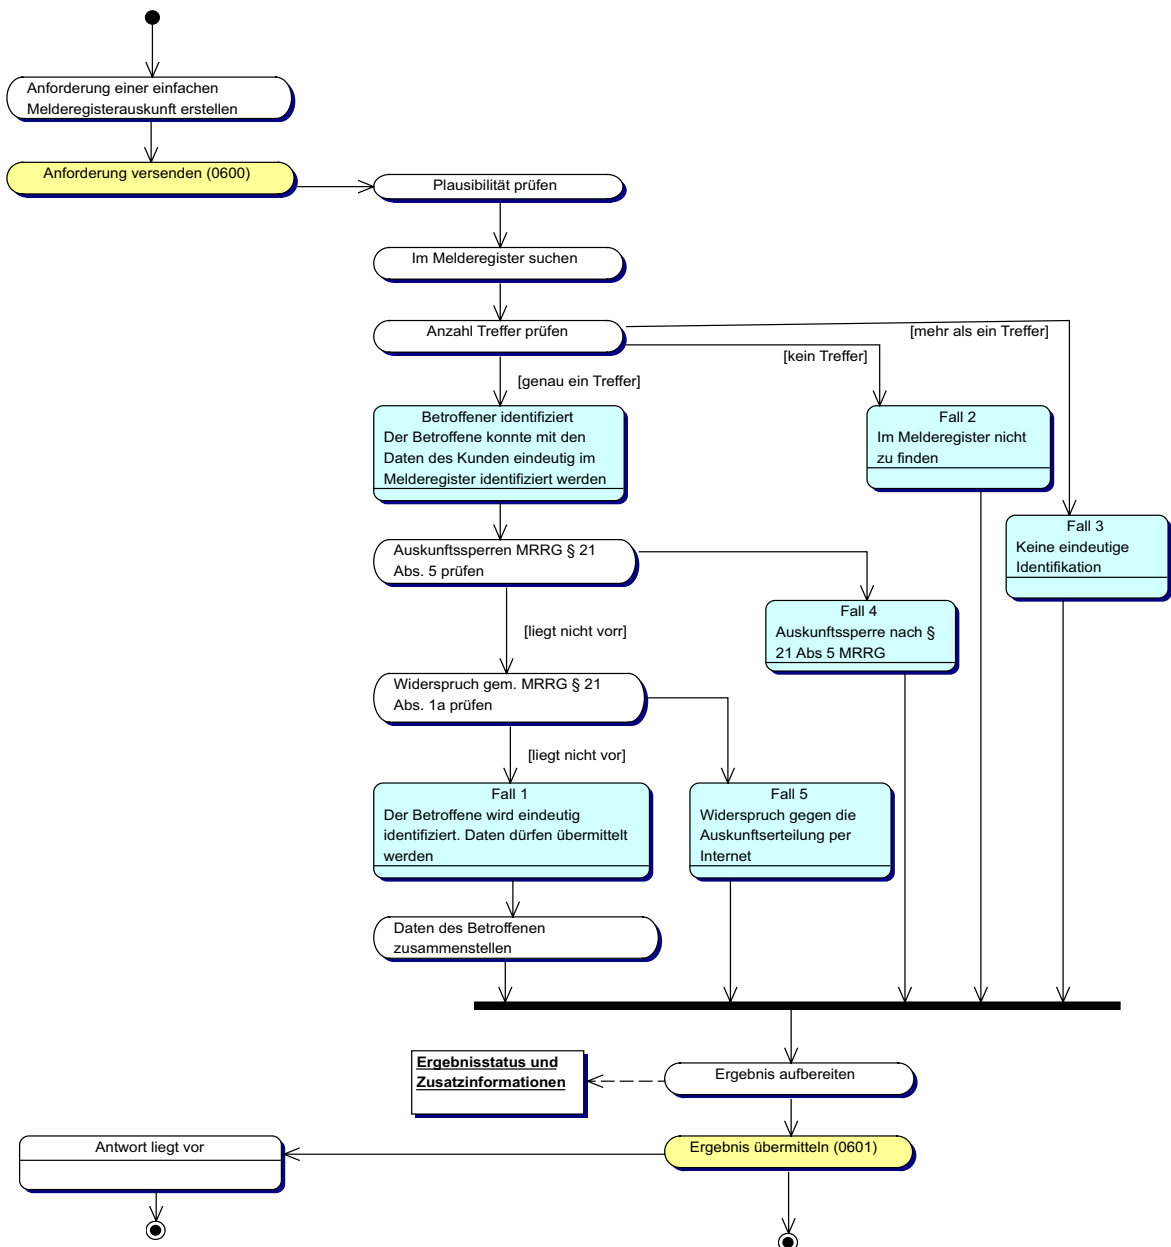 Anforderung einer einfachen
Melderegisterauskunft erstellen
Anforderung versenden (0600)
Plausibilität prüfen
Im Melderegister suchen
Anzahl Treffer prüfen
[mehr als ein Treffer]
[kein Treffer]
[genau ein Treffer]
Betroffener identifiziert
Der Betroffene konnte mit den
Daten des Kunden eindeutig im
Melderegister identifiziert werden
Fall 2
Im Melderegister nicht
zu finden
Fall 3
Keine eindeutige
Identifikation
Auskunftssperren MRRG § 21
Abs. 5 prüfen
Fall 4
Auskunftssperre nach §
21 Abs 5 MRRG
[liegt nicht vorr]
Widerspruch gem. MRRG § 21
Abs. 1a prüfen
[liegt nicht vor]
Fall 1
Der Betroffene wird eindeutig
identifiziert. Daten dürfen übermittelt
werden
Fall 5
Widerspruch gegen die
Auskunftserteilung per
Internet
Daten des Betroffenen
zusammenstellen
Ergebnisstatus und
Zusatzinformationen
Ergebnis aufbereiten
Ergebnis übermitteln (0601)
Antwort liegt vor